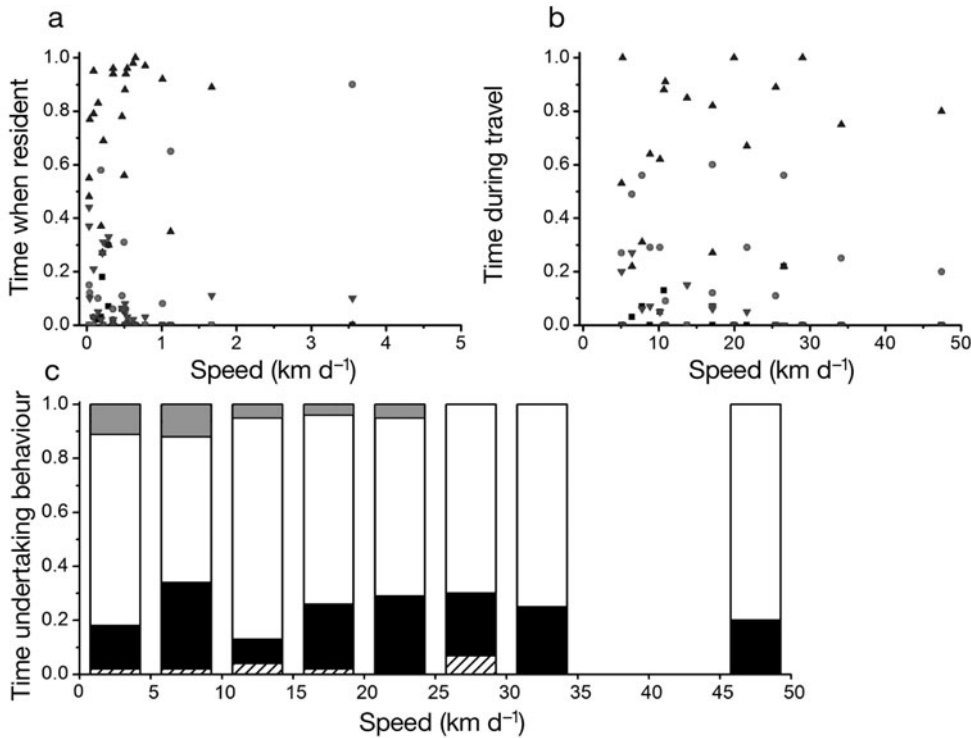 a
b
Time when resident
1.0
0.8
0.6
0.4
0.2
0.0
0 1 2 3 4 5
Speed (km d⁻¹)
Time during travel
1.0
0.8
0.6
0.4
0.2
0.0
0 10 20 30 40 50
Speed (km d⁻¹)
c
Time undertaking behaviour
1.0
0.8
0.6
0.4
0.2
0.0
0 5 10 15 20 25 30 35 40 45 50
Speed (km d⁻¹)